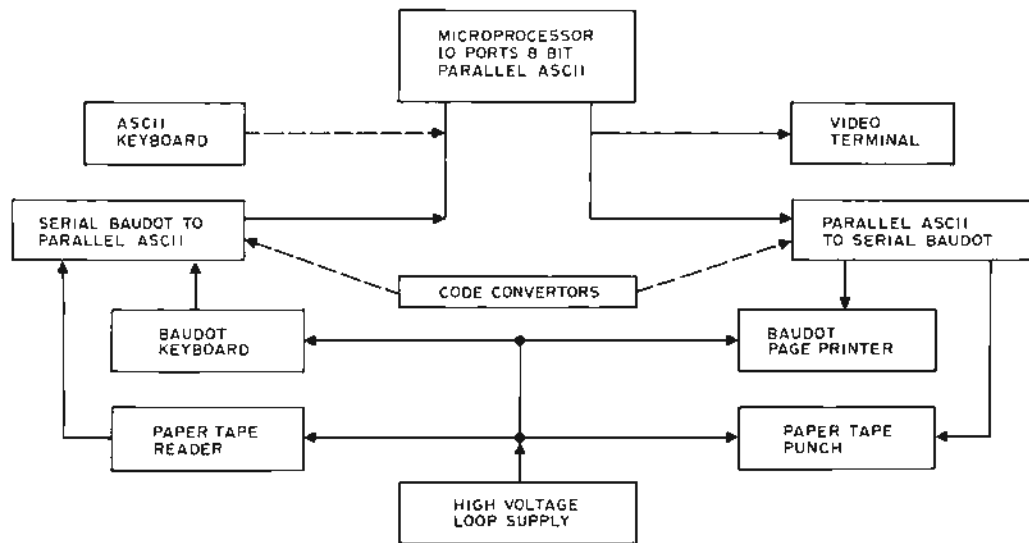 MICROPROCESSOR
IO PORTS 8 BIT
PARALLEL ASCII
ASCII
KEYBOARD
VIDEO
TERMINAL
SERIAL BAUDOT TO
PARALLEL ASCII
PARALLEL ASCII
TO SERIAL BAUDOT
CODE CONVERTORS
BAUDOT
KEYBOARD
BAUDOT
PAGE PRINTER
PAPER TAPE
READER
PAPER TAPE
PUNCH
HIGH VOLTAGE
LOOP SUPPLY